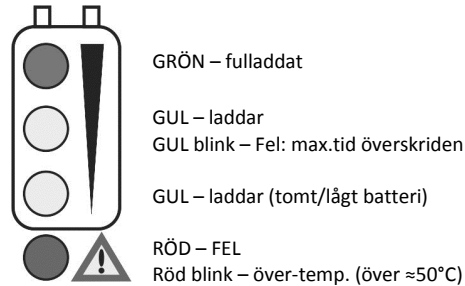 GRÖN – fulladdat
GUL – laddar
GUL blink – Fel: max.tid överskriden
GUL – laddar (tomt/lågt batteri)
RÖD – FEL
Röd blink – över-temp. (över ≈50°C)